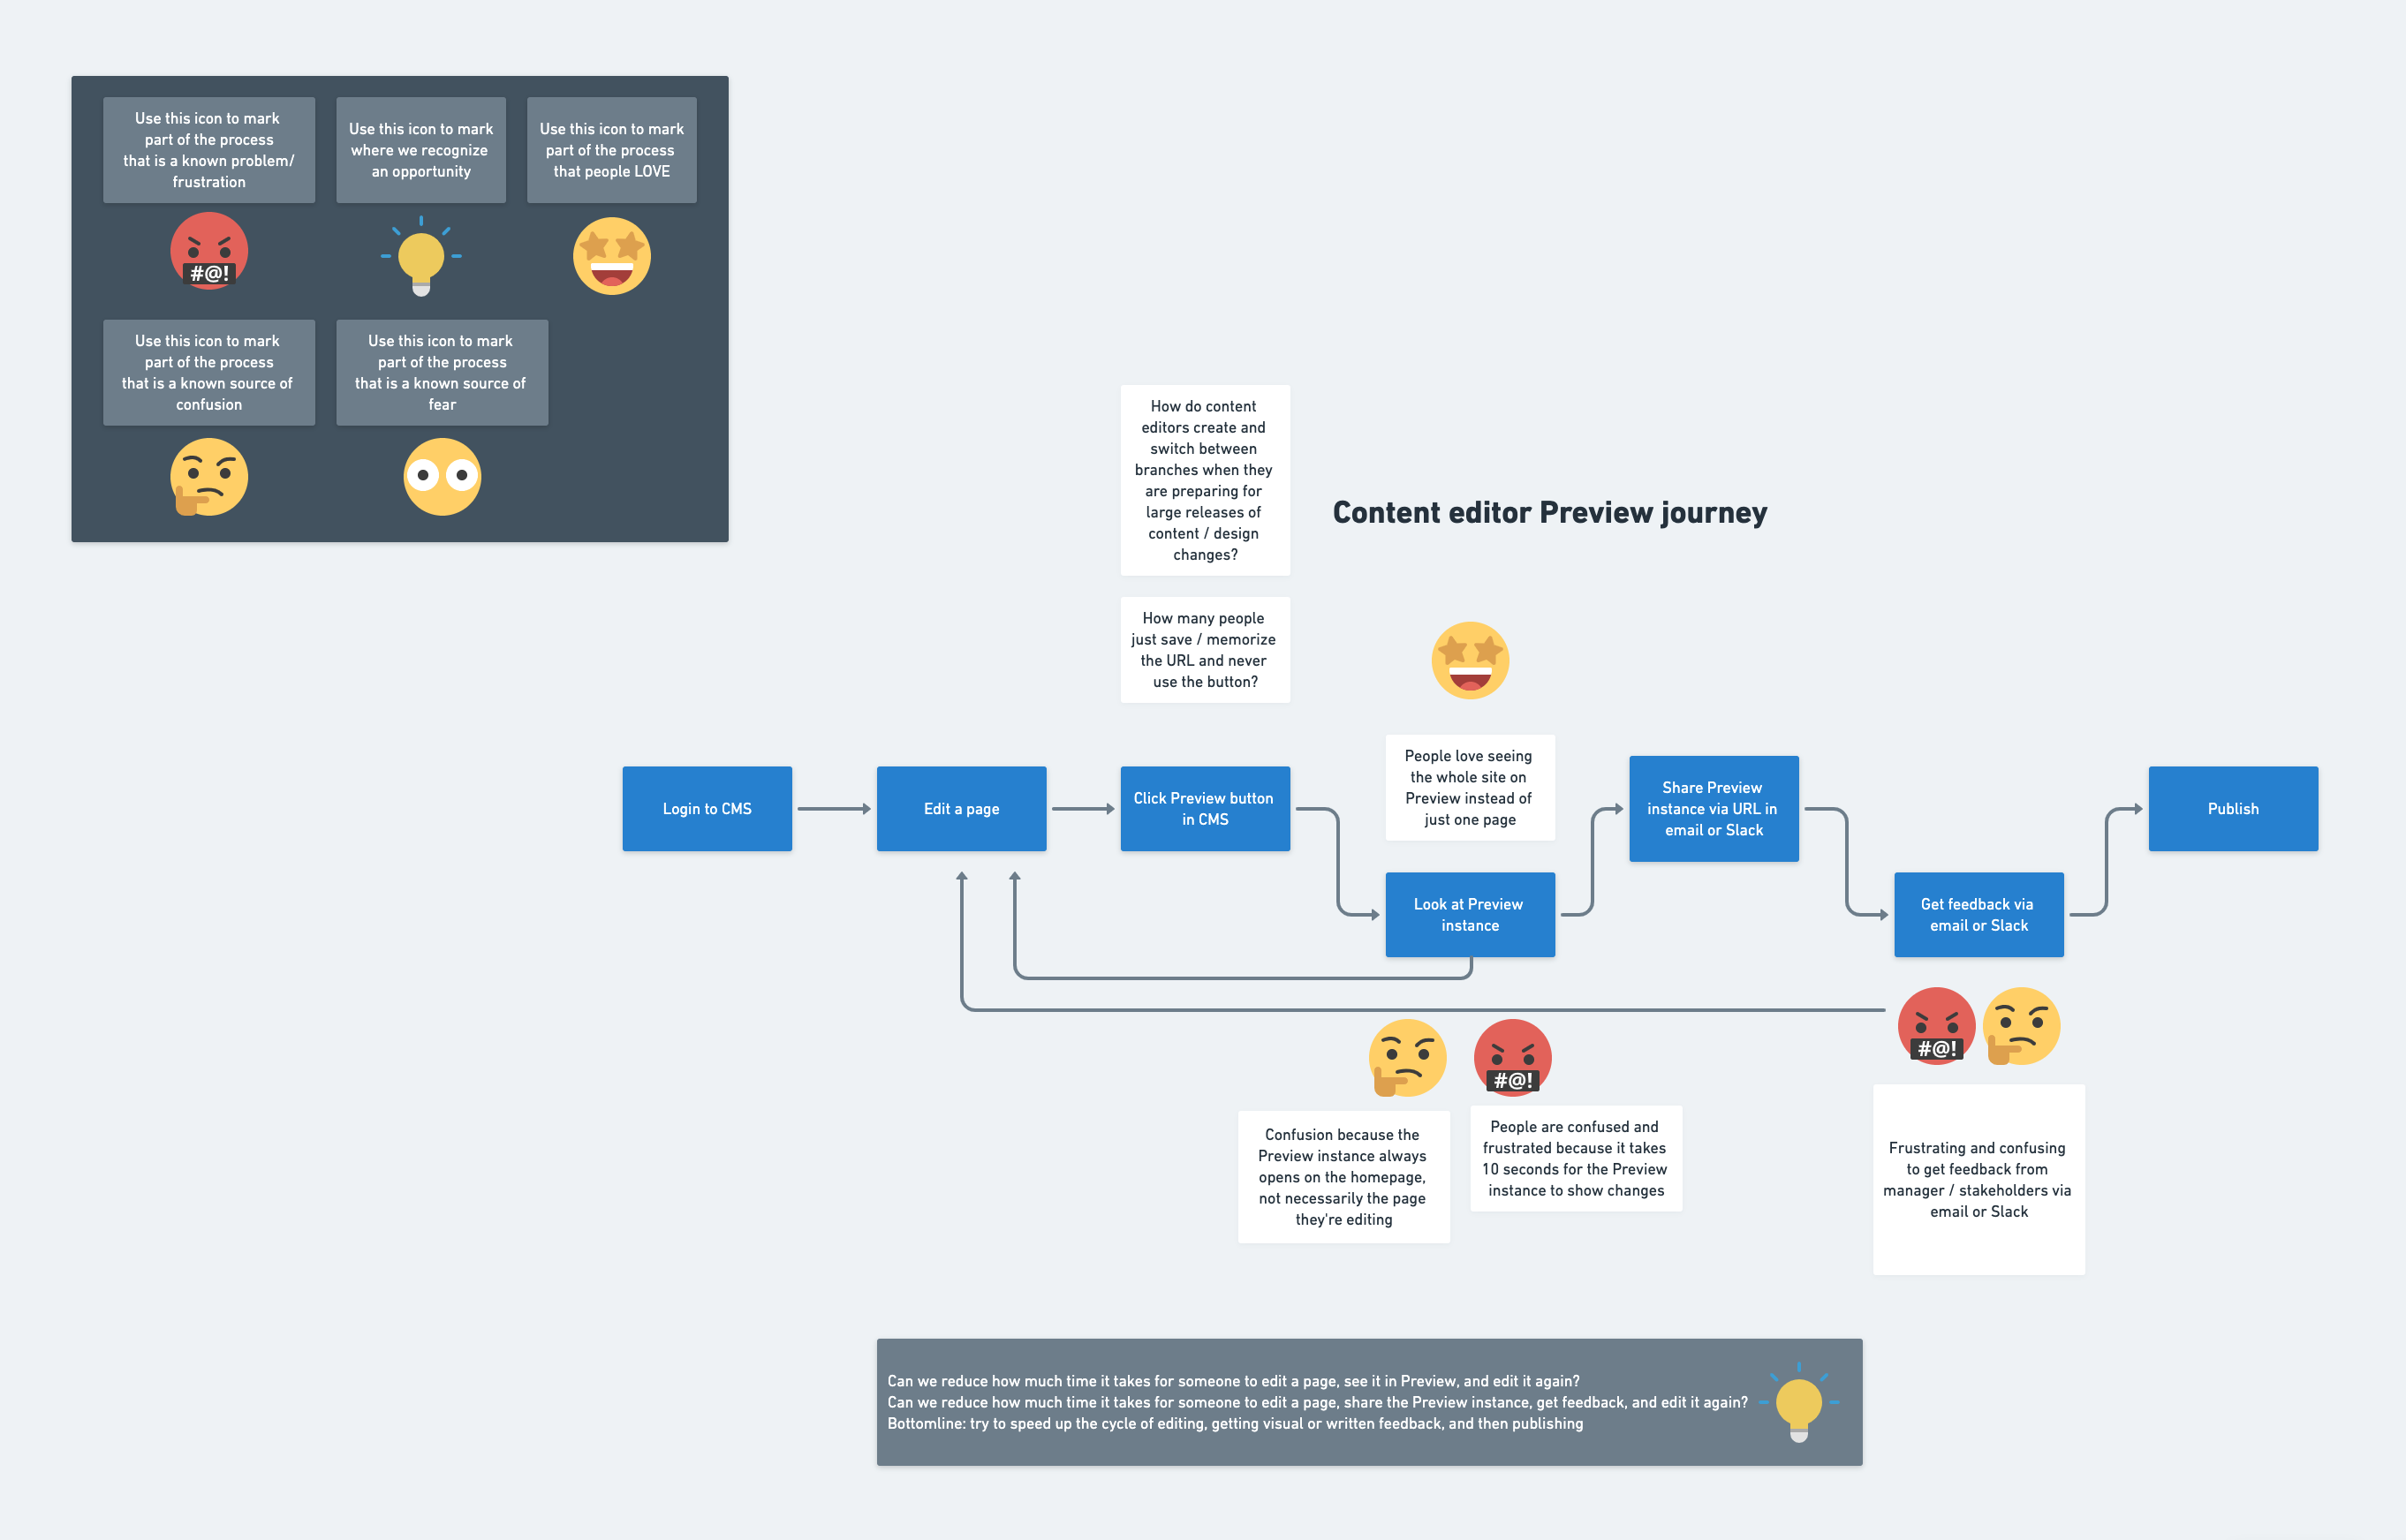 Use this icon to mark
part of the process
that is a known problem/
frustration
Use this icon to mark
where we recognize
an opportunity
Use this icon to mark
part of the process
that people LOVE
#@!
Use this icon to mark
part of the process
that is a known source of
confusion
Use this icon to mark
part of the process
that is a known source of
fear
How do content
editors create and
switch between
branches when they
are preparing for
large releases of
content / design
changes?
Content editor Preview journey
How many people
just save / memorize
the URL and never
use the button?
People love seeing
the whole site on
Preview instead of
just one page
Login to CMS
Edit a page
Click Preview button
in CMS
Look at Preview
instance
Share Preview
instance via URL in
email or Slack
Get feedback via
email or Slack
Publish
#@!
#@!
Confusion because the
Preview instance always
opens on the homepage,
not necessarily the page
they're editing
People are confused and
frustrated because it takes
10 seconds for the Preview
instance to show changes
Frustrating and confusing
to get feedback from
manager / stakeholders via
email or Slack
Can we reduce how much time it takes for someone to edit a page, see it in Preview, and edit it again?
Can we reduce how much time it takes for someone to edit a page, share the Preview instance, get feedback, and edit it again?
Bottomline: try to speed up the cycle of editing, getting visual or written feedback, and then publishing